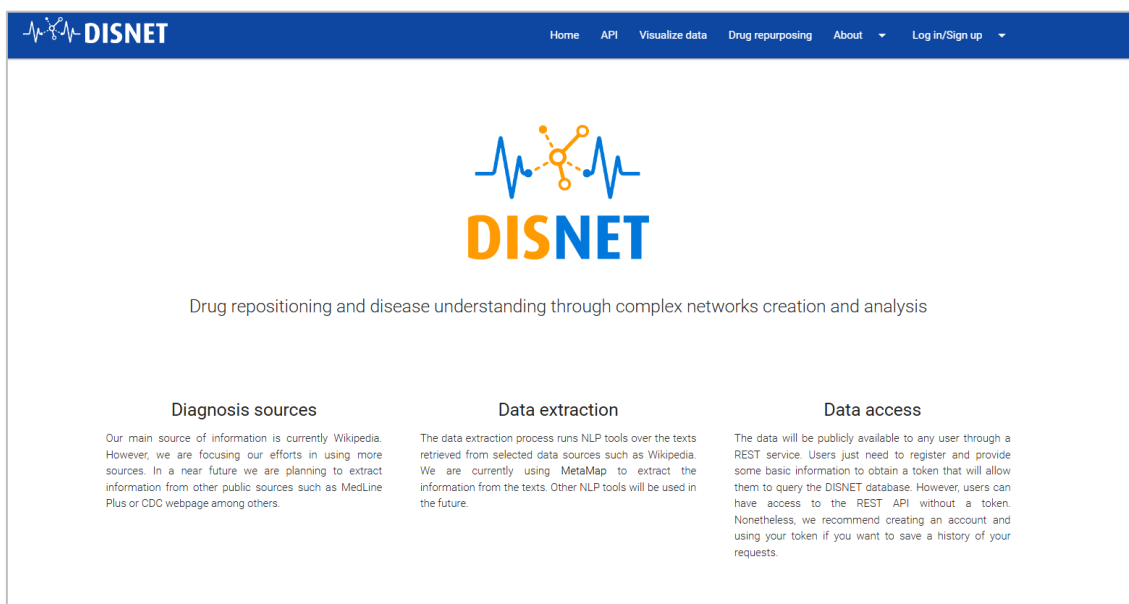 DISNET
Home API Visualize data Drug repurposing About Log in/Sign up
DISNET
Drug repositioning and disease understanding through complex networks creation and analysis
Diagnosis sources
Our main source of information is currently Wikipedia.
However, we are focusing our efforts in using more
sources. In a near future we are planning to extract
information from other public sources such as MedLine
Plus or CDC webpage among others.
Data extraction
The data extraction process runs NLP tools over the texts
retrieved from selected data sources such as Wikipedia.
We are currently using MetaMap to extract the
information from the texts. Other NLP tools will be used in
the future.
Data access
The data will be publicly available to any user through a
REST service. Users just need to register and provide
some basic information to obtain a token that will allow
them to query the DISNET database. However, users can
have access to the REST API without a token.
Nonetheless, we recommend creating an account and
using your token if you want to save a history of your
requests.